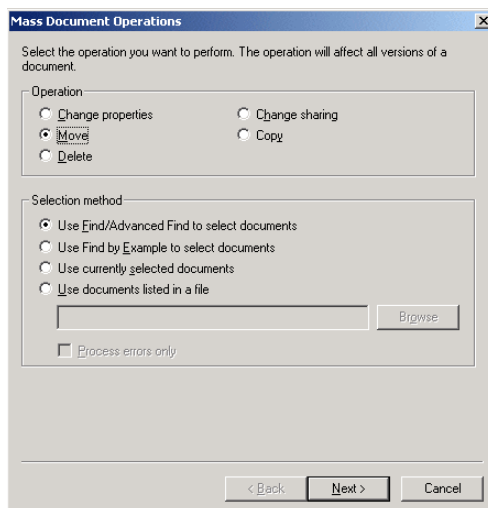 Mass Document Operations
Select the operation you want to perform. The operation will affect all versions of a
document.
Operation
Change properties
Change sharing
Move
Copy
Delete
Selection method
Use Find/Advanced Find to select documents
Use Find by Example to select documents
Use currently selected documents
Use documents listed in a file
Browse
Process errors only
< Back
Next >
Cancel